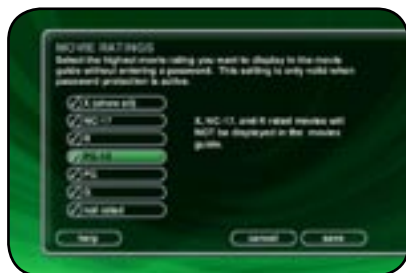 MOVIE RATINGS
Select the highest movie rating you want to display to the movie
guide without entering a password. This setting is only valid when
password protection is active.
X (show all)
NC-17
R
PG-13
PG
G
not rated
X, NC-17, and R rated movies will
NOT be displayed in the movies
guide.
help
cancel
save